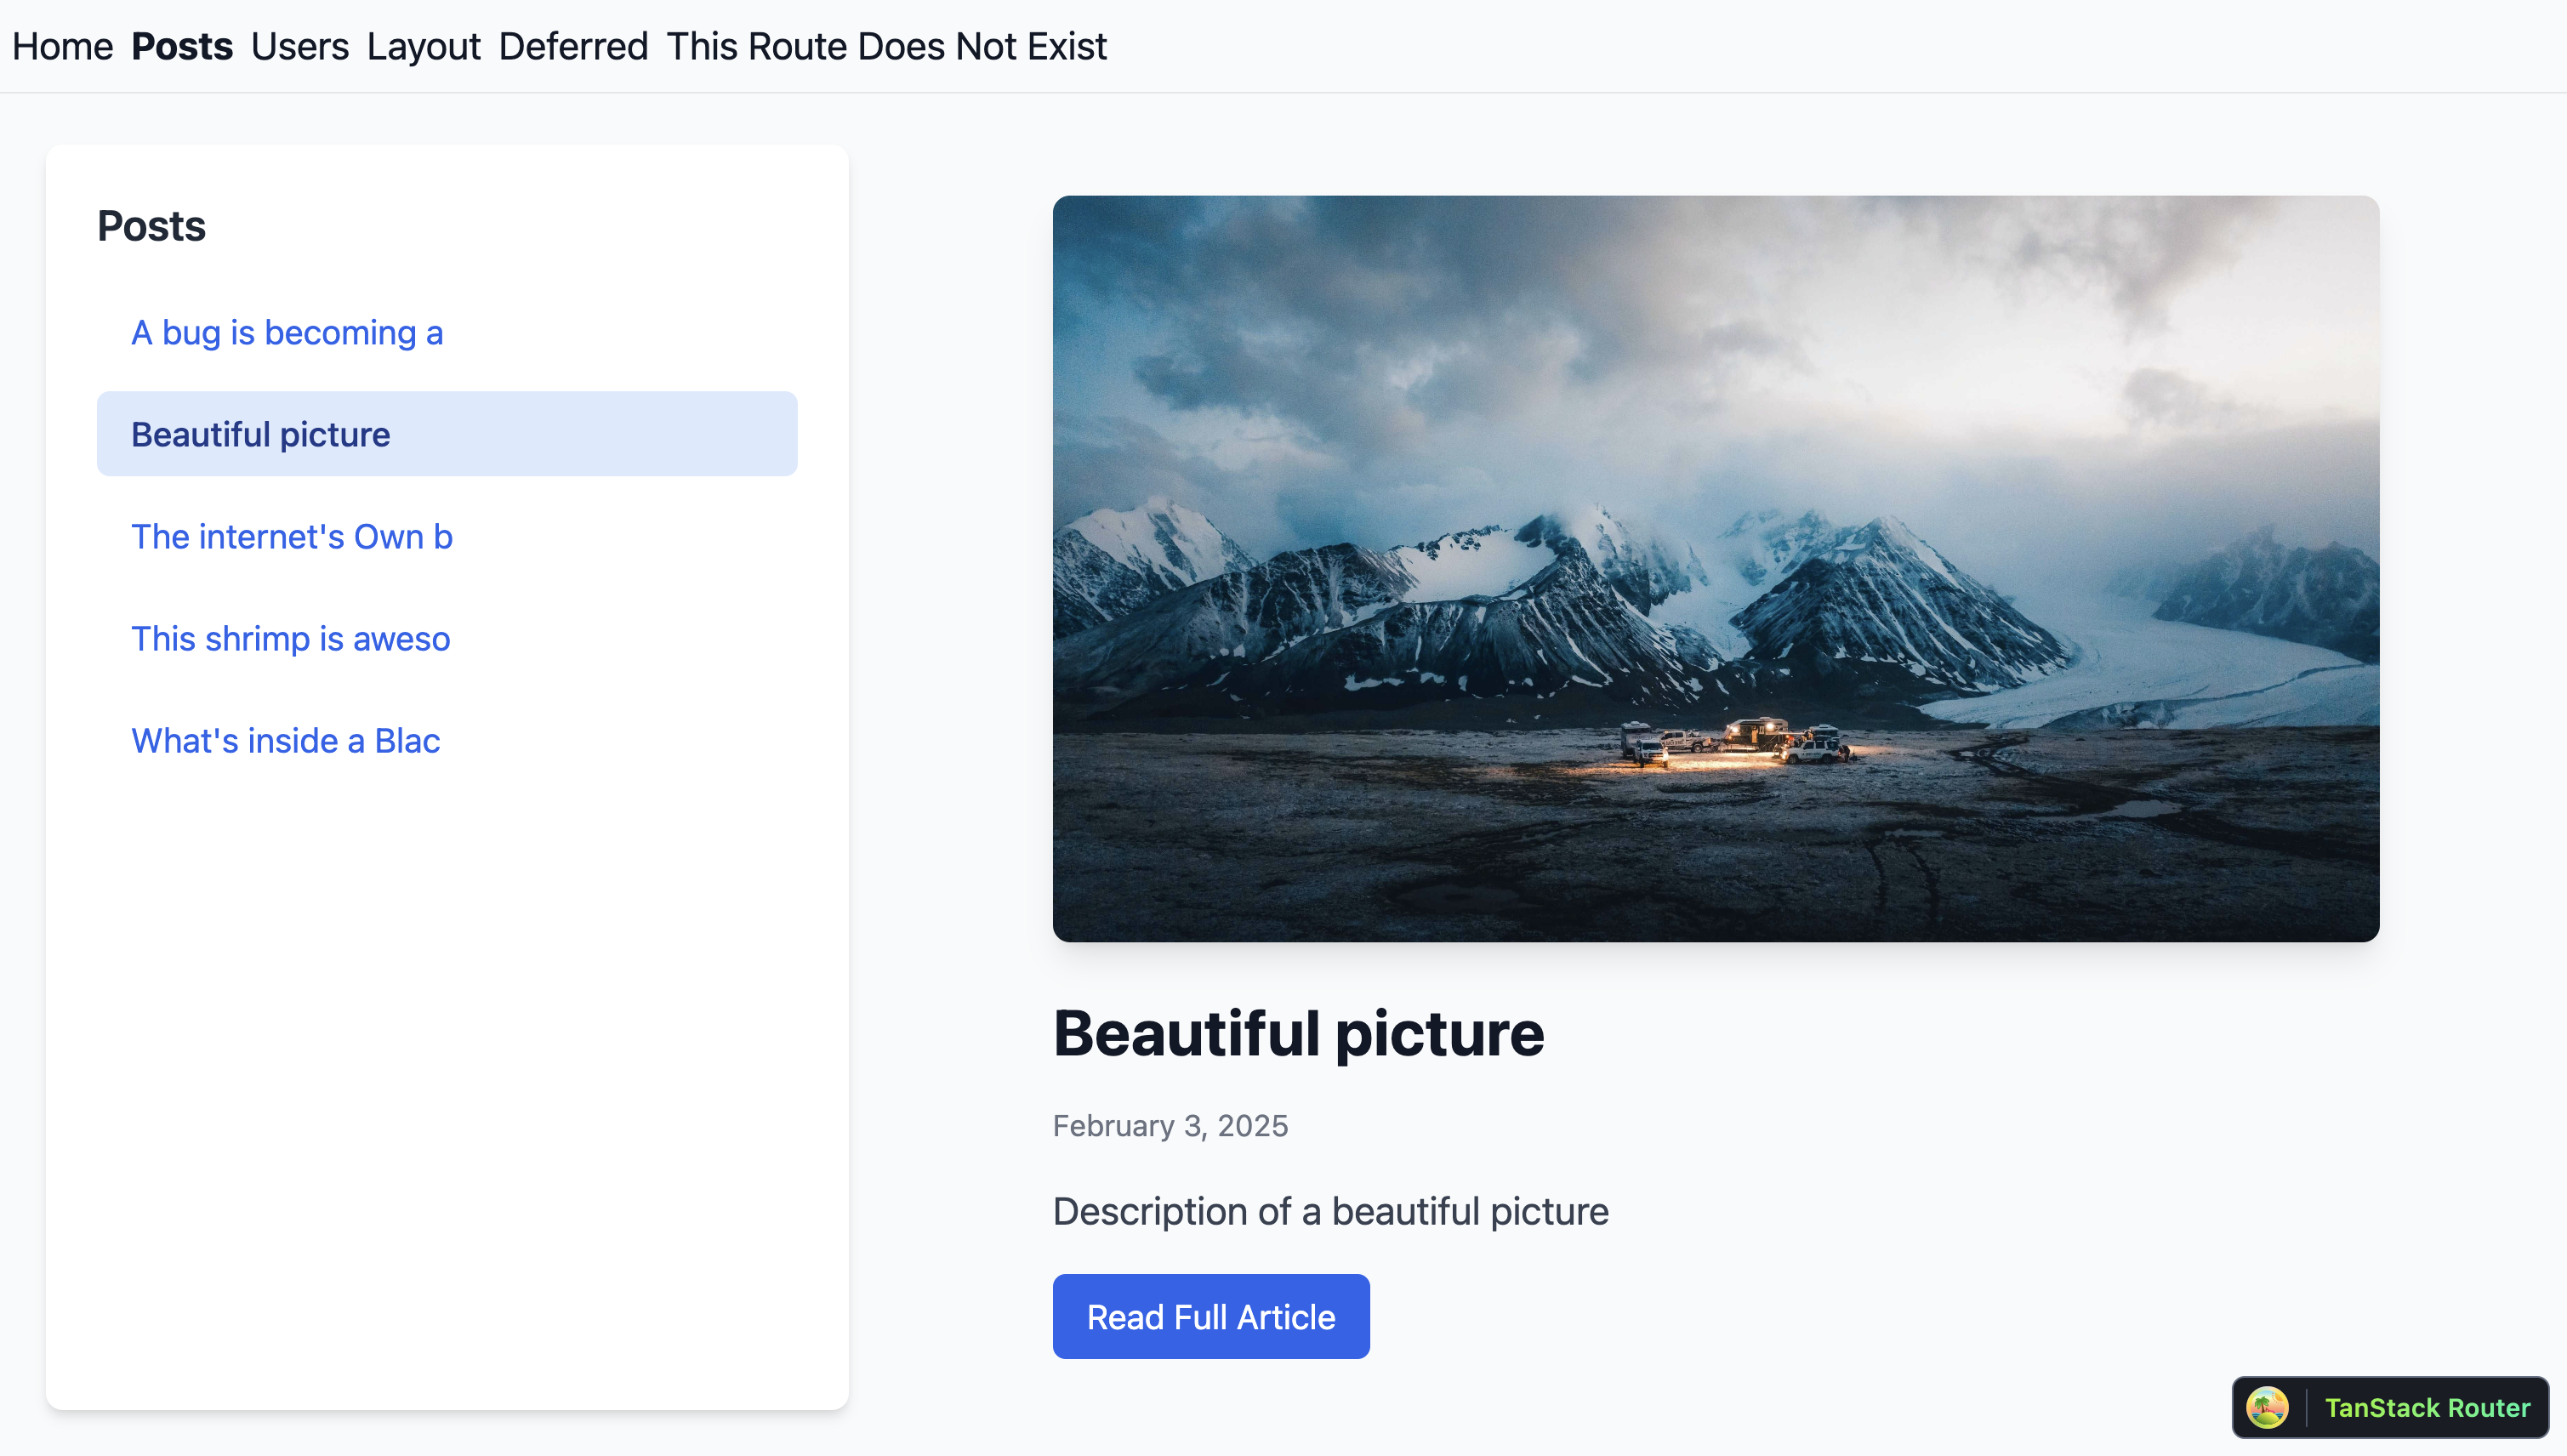 Home Posts Users Layout Deferred This Route Does Not Exist
Posts
A bug is becoming a
Beautiful picture
The internet's Own b
This shrimp is aweso
What's inside a Blac
Beautiful picture
February 3, 2025
Description of a beautiful picture
Read Full Article
TanStack Router